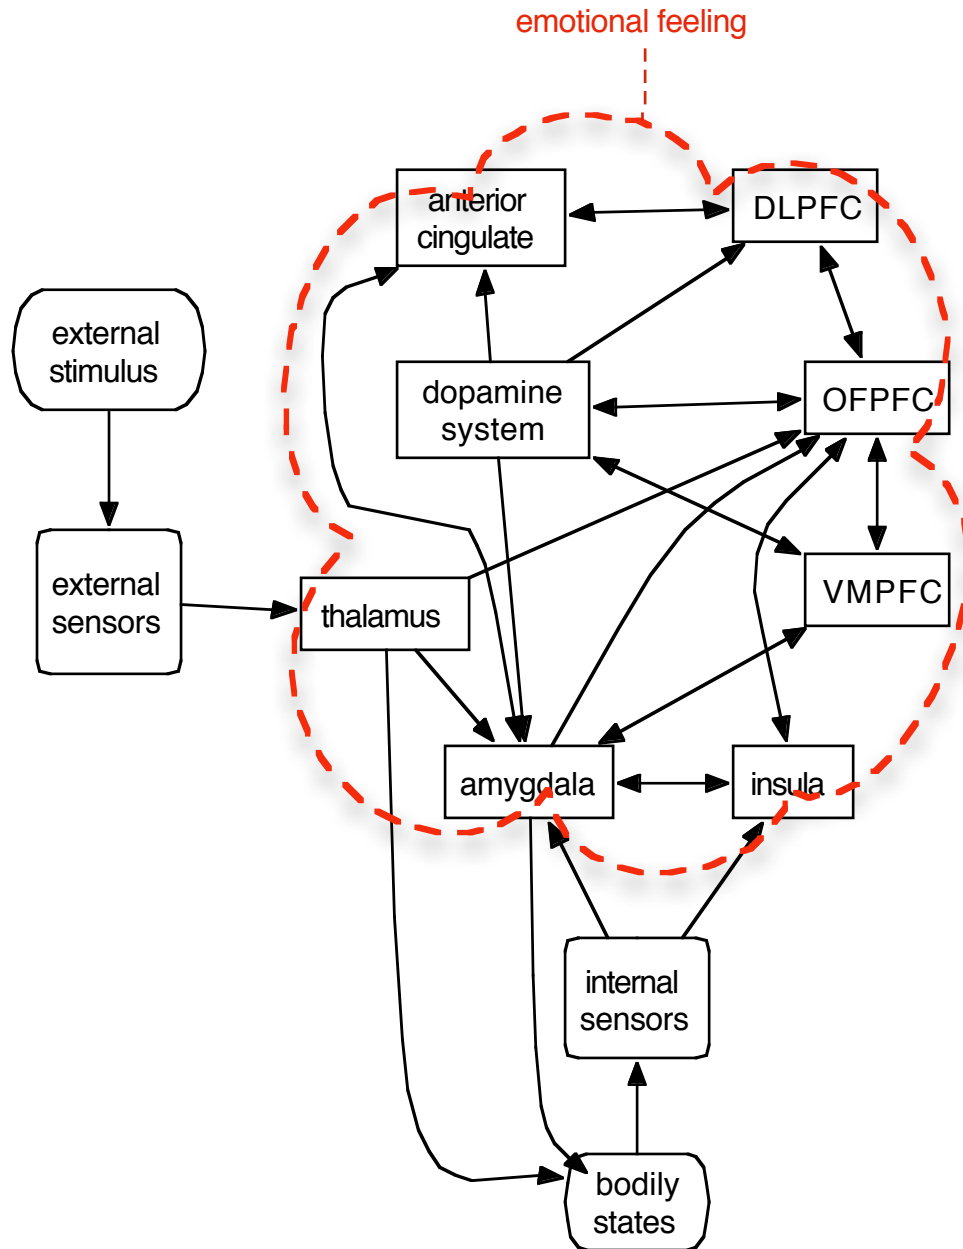 emotional feeling
anterior
cingulate
DLPFC
external
stimulus
dopamine
system
OFPFC
external
sensors
thalamus
VMPFC
amygdala
insula
internal
sensors
bodily
states